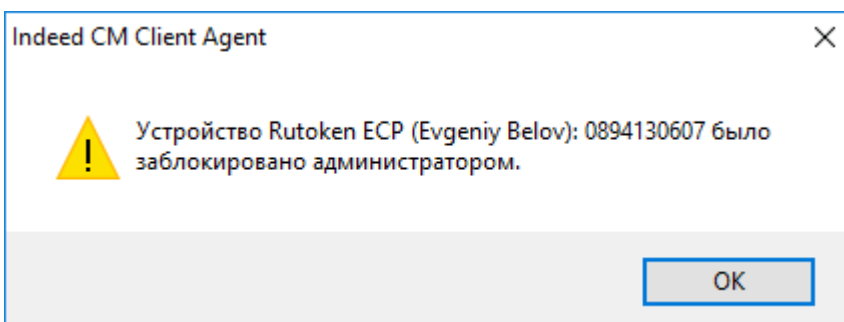 Indeed CM Client Agent
Устройство Rutoken ECP (Evgeniy Belov): 0894130607 было
заблокировано администратором.
OK